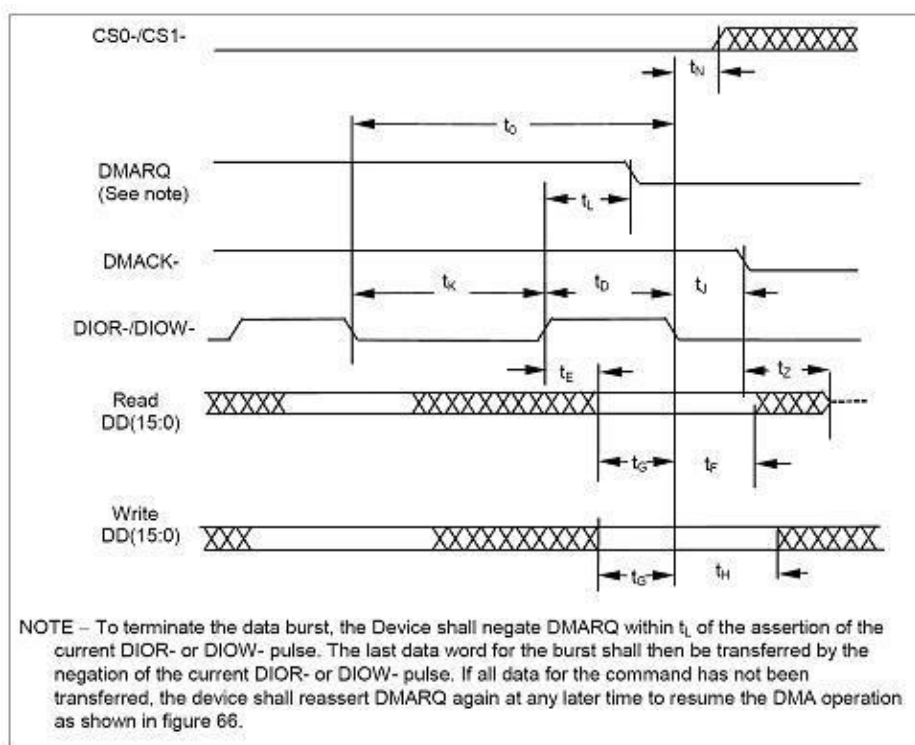 CS0-/CS1-
tN
t0
DMARQ
(See note)
tL
DMACK-
tK
tD
tJ
DIOR-/DIOW-
tE
tZ
Read
DD(15:0)
tG
tF
Write
DD(15:0)
tG
tH
NOTE – To terminate the data burst, the Device shall negate DMARQ within tL of the assertion of the
current DIOR- or DIOW- pulse. The last data word for the burst shall then be transferred by the
negation of the current DIOR- or DIOW- pulse. If all data for the command has not been
transferred, the device shall reassert DMARQ again at any later time to resume the DMA operation
as shown in figure 66.